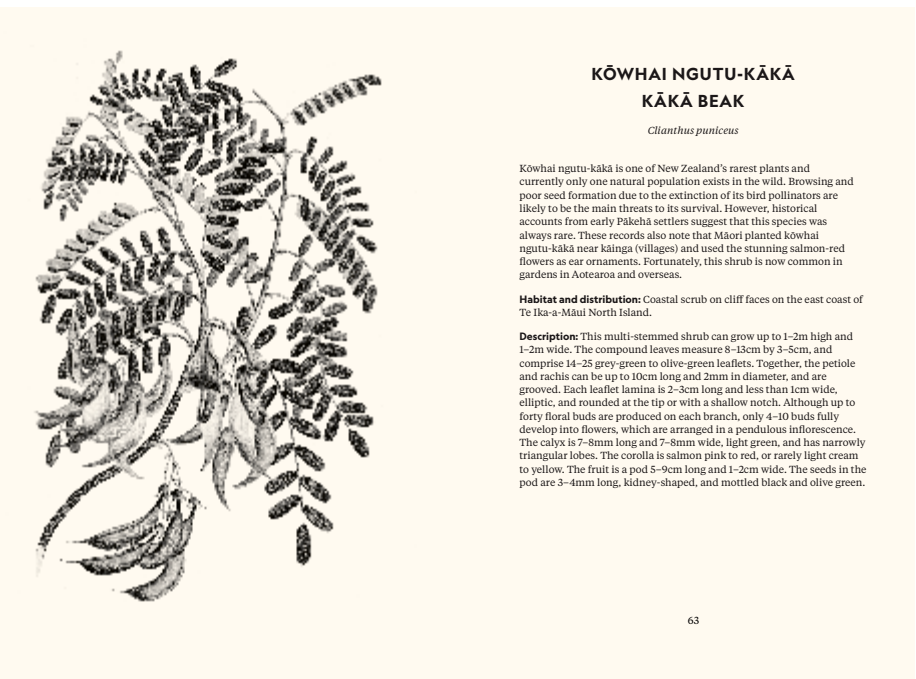 KŌWHAI NGUTU-KĀKĀ
KĀKĀ BEAK
Clianthus puniceus
Kōwhai ngutu-kākā is one of New Zealand's rarest plants and
currently only one natural population exists in the wild. Browsing and
poor seed formation due to the extinction of its bird pollinators are
likely to be the main threats to its survival. However, historical
accounts from early Pākehā settlers suggest that this species was
always rare. These records also note that Māori planted kōwhai
ngutu-kākā near kāinga (villages) and used the stunning salmon-red
flowers as ear ornaments. Fortunately, this shrub is now common in
gardens in Aotearoa and overseas.
Habitat and distribution: Coastal scrub on cliff faces on the east coast of
Te Ika-a-Māui North Island.
Description: This multi-stemmed shrub can grow up to 1–2m high and
1–2m wide. The compound leaves measure 8–13cm by 3–5cm, and
comprise 14–25 grey-green to olive-green leaflets. Together, the petiole
and rachis can be up to 10cm long and 2mm in diameter, and are
grooved. Each leaflet lamina is 2–3cm long and less than 1cm wide,
elliptic, and rounded at the tip or with a shallow notch. Although up to
forty floral buds are produced on each branch, only 4–10 buds fully
develop into flowers, which are arranged in a pendulous inflorescence.
The calyx is 7–8mm long and 7–8mm wide, light green, and has narrowly
triangular lobes. The corolla is salmon pink to red, or rarely light cream
to yellow. The fruit is a pod 5–9cm long and 1–2cm wide. The seeds in the
pod are 3–4mm long, kidney-shaped, and mottled black and olive green.
63